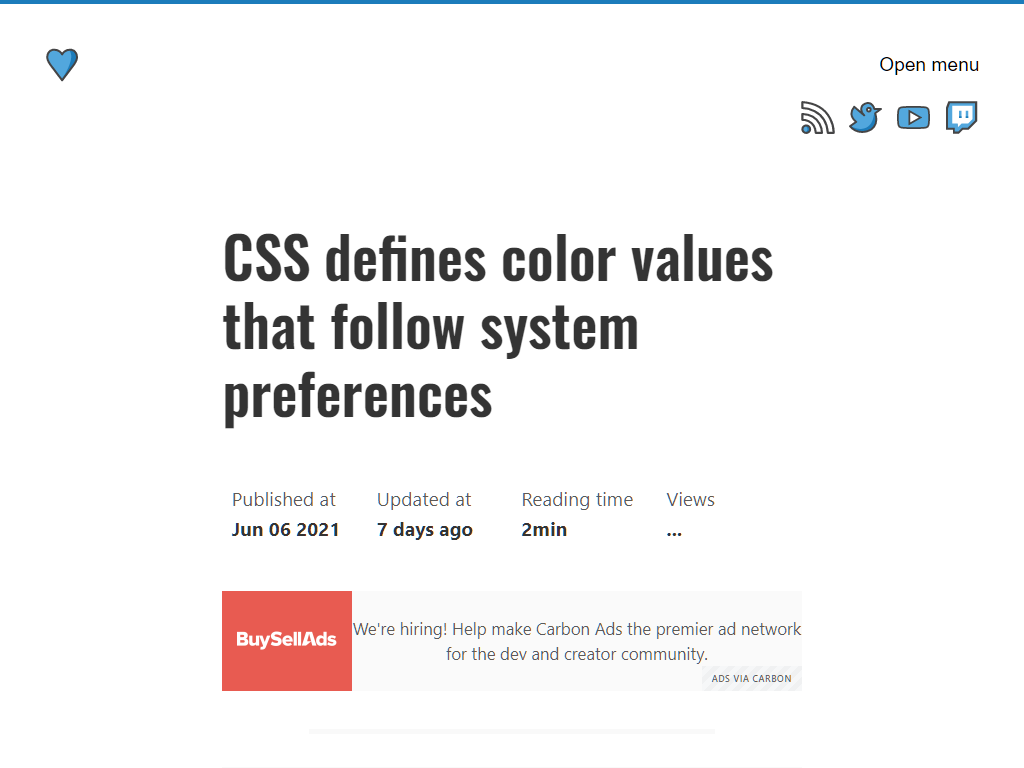 Open menu
CSS defines color values
that follow system
preferences
Published at
Jun 06 2021
Updated at
7 days ago
Reading time
2min
Views
...
BuySellAds
We're hiring! Help make Carbon Ads the premier ad network
for the dev and creator community.
ADS VIA CARBON